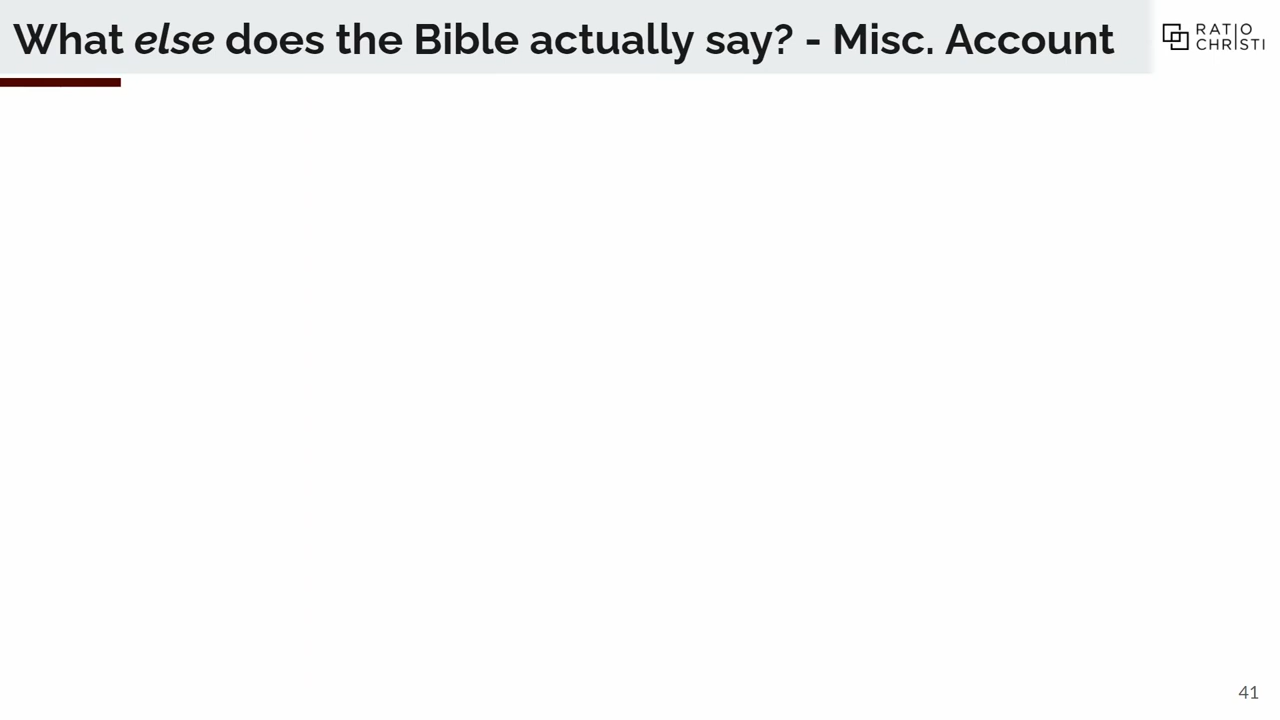 What else does the Bible actually say? - Misc. Account
RATIO
CHRISTI
41